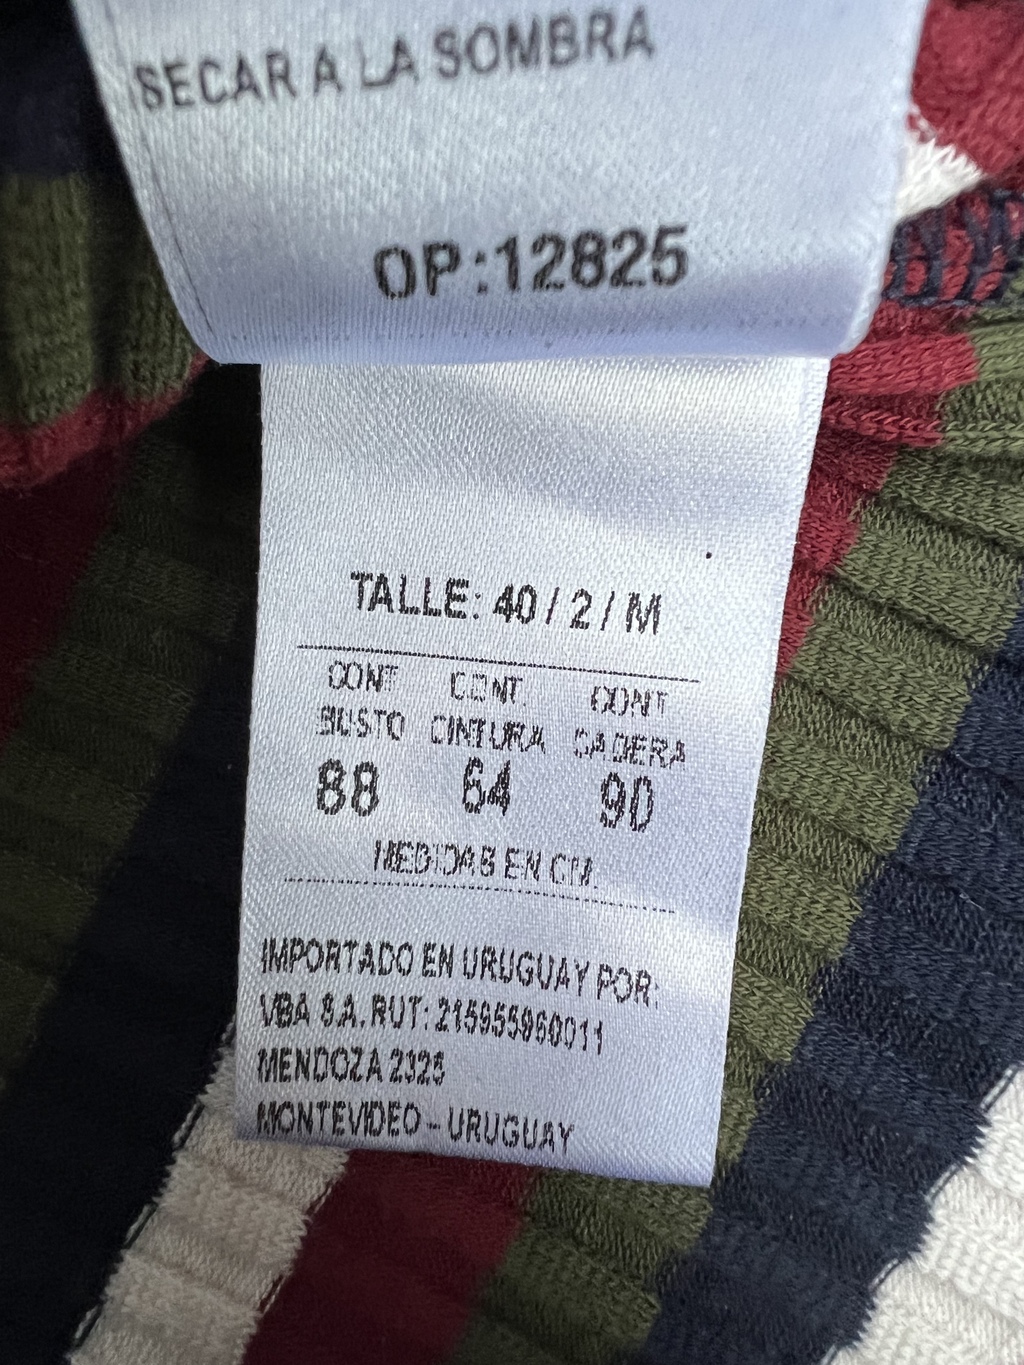 SECAR A LA SOMBRA
OP:12825
TALLE: 40 / 2 / M
CONT CONT. CONT
BUSTO CINTURA CADERA
88 64 90
MEDIDAS EN CM.
IMPORTADO EN URUGUAY POR:
VBA S.A. RUT: 215955960011
MENDOZA 2325
MONTEVIDEO - URUGUAY